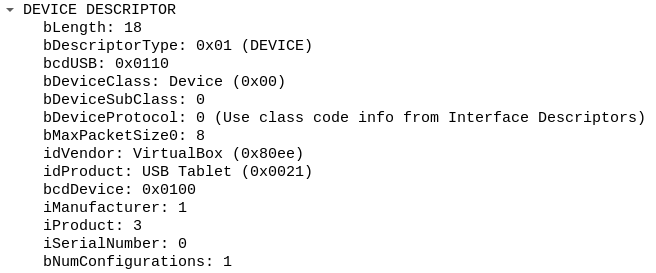 DEVICE DESCRIPTOR
bLength: 18
bDescriptorType: 0x01 (DEVICE)
bcdUSB: 0x0110
bDeviceClass: Device (0x00)
bDeviceSubClass: 0
bDeviceProtocol: 0 (Use class code info from Interface Descriptors)
bMaxPacketSize0: 8
idVendor: VirtualBox (0x80ee)
idProduct: USB Tablet (0x0021)
bcdDevice: 0x0100
iManufacturer: 1
iProduct: 3
iSerialNumber: 0
bNumConfigurations: 1